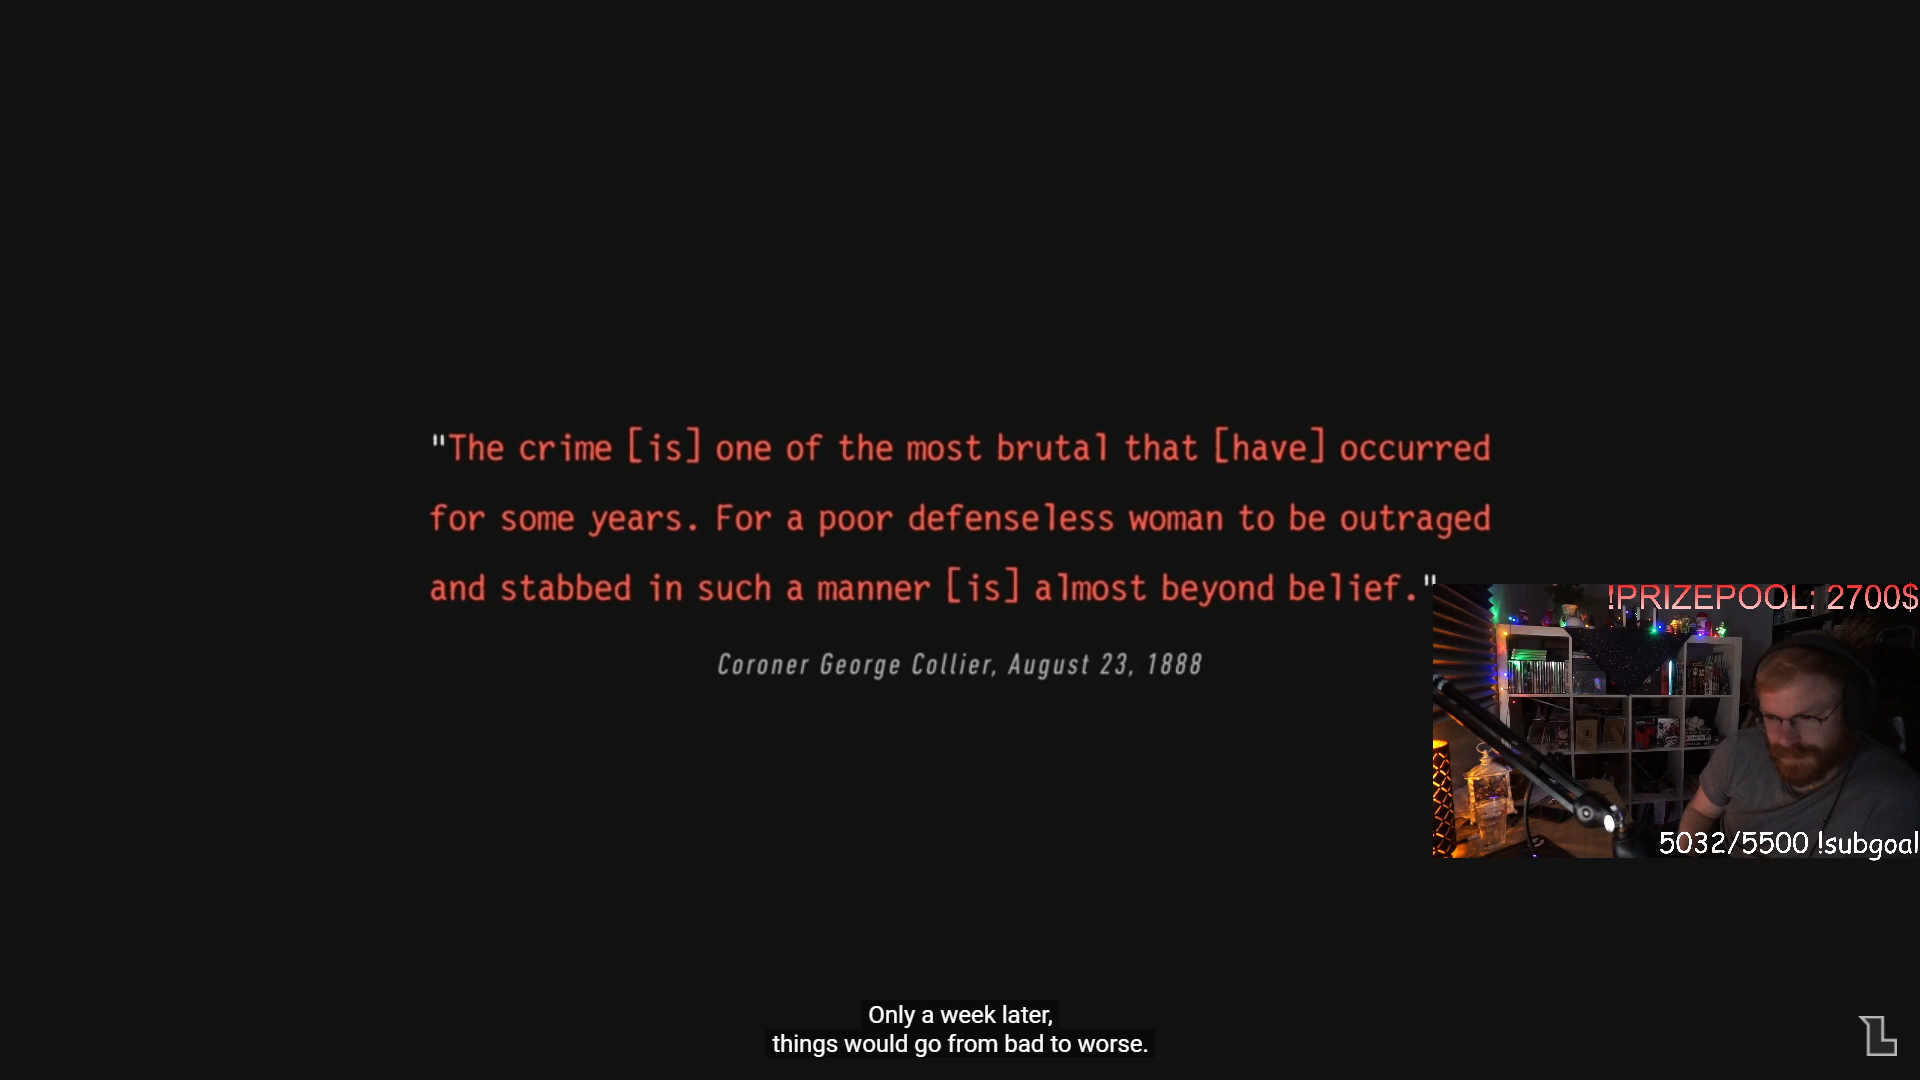 "The crime [is] one of the most brutal that [have] occurred
for some years. For a poor defenseless woman to be outraged
and stabbed in such a manner [is] almost beyond belief."
Coroner George Collier, August 23, 1888
!PRIZEPOOL: 2700$
5032/5500 !subgoal
Only a week later,
things would go from bad to worse.